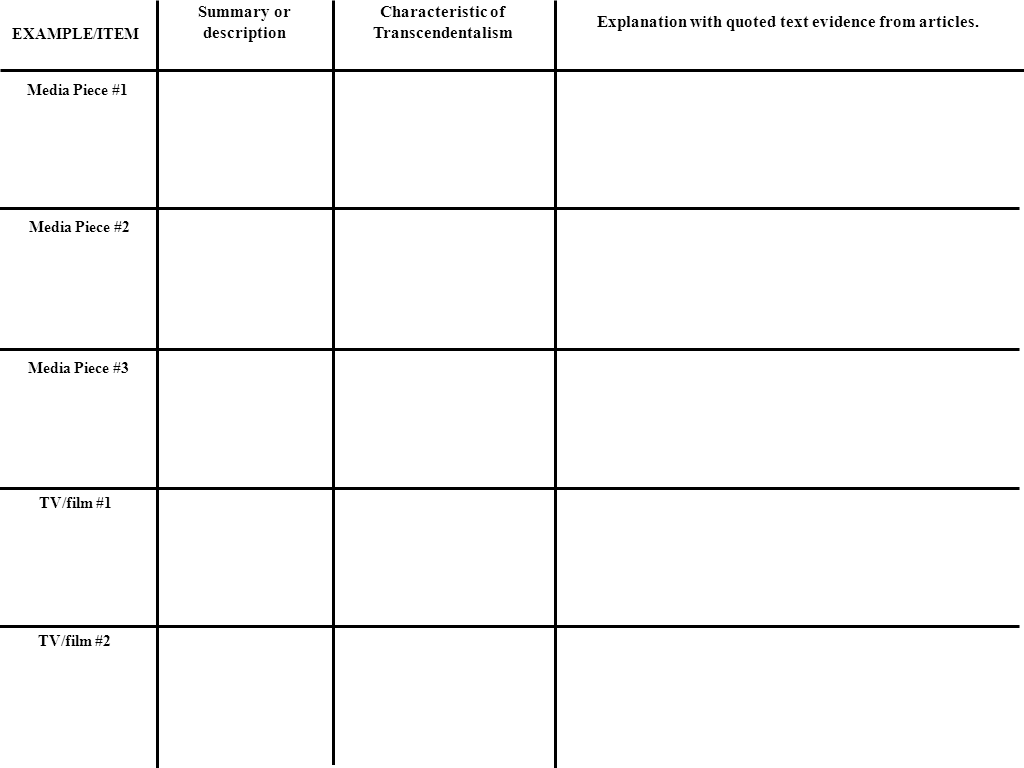 EXAMPLE/ITEM
Summary or
description
Characteristic of
Transcendentalism
Explanation with quoted text evidence from articles.
Media Piece #1
Media Piece #2
Media Piece #3
TV/film #1
TV/film #2